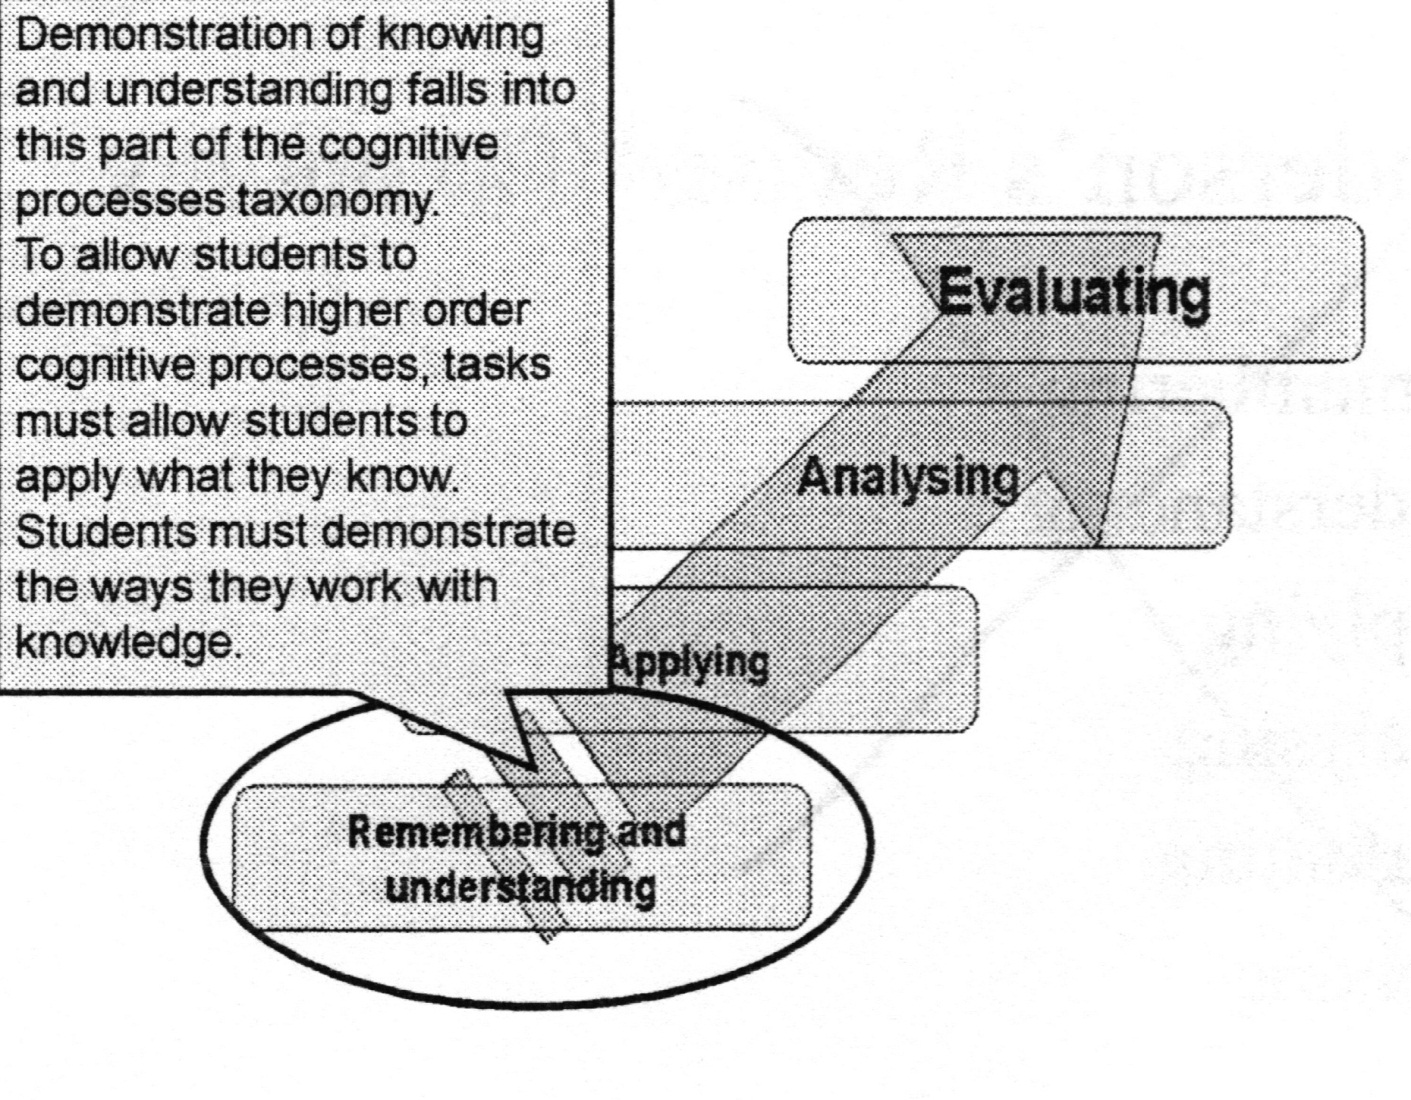 Demonstration of knowing
and understanding falls into
this part of the cognitive
processes taxonomy.
To allow students to
demonstrate higher order
cognitive processes, tasks
must allow students to
apply what they know.
Students must demonstrate
the ways they work with
knowledge.
Evaluating
Analysing
Applying
Remembering and
understanding